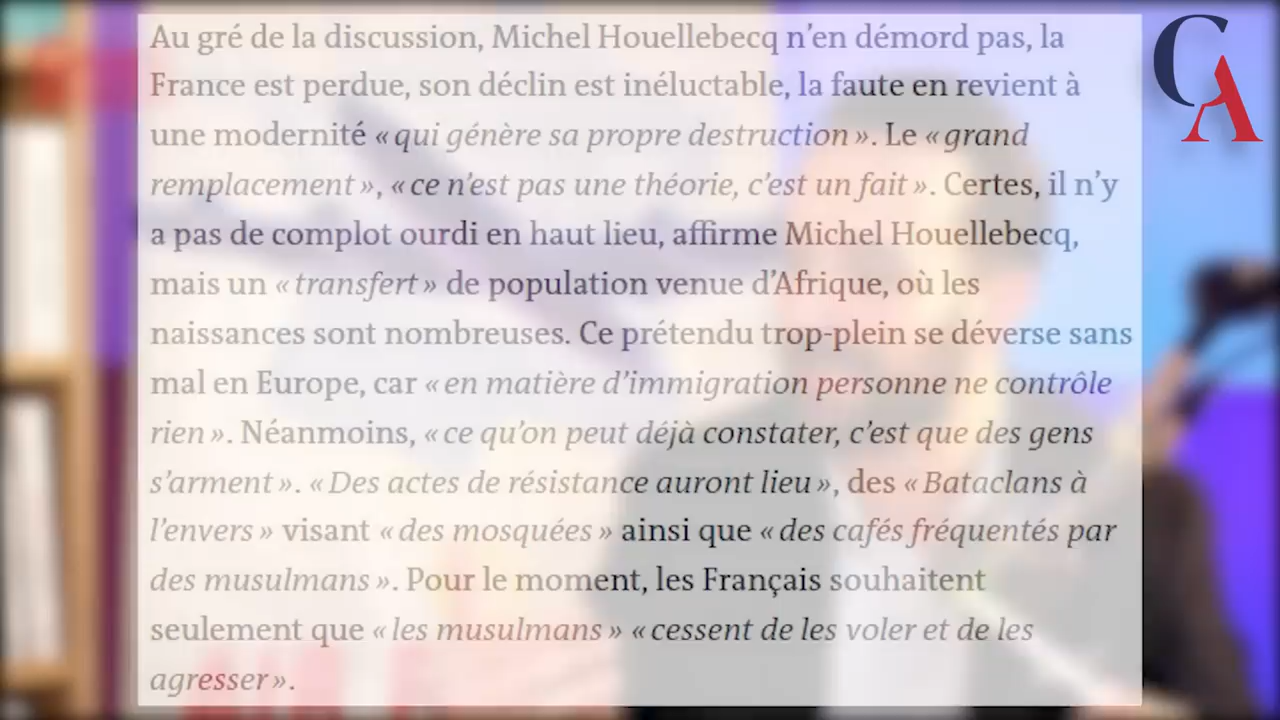 Au gré de la discussion, Michel Houellebecq n’en démord pas, la
France est perdue, son déclin est inéluctable, la faute en revient à
une modernité « qui génère sa propre destruction ». Le « grand
remplacement », « ce n’est pas une théorie, c’est un fait ». Certes, il n’y
a pas de complot ourdi en haut lieu, affirme Michel Houellebecq,
mais un « transfert » de population venue d’Afrique, où les
naissances sont nombreuses. Ce prétendu trop-plein se déverse sans
mal en Europe, car « en matière d’immigration personne ne contrôle
rien ». Néanmoins, « ce qu’on peut déjà constater, c’est que des gens
s’arment ». « Des actes de résistance auront lieu », des « Bataclans à
l’envers » visant « des mosquées » ainsi que « des cafés fréquentés par
des musulmans ». Pour le moment, les Français souhaitent
seulement que « les musulmans » « cessent de les voler et de les
agresser ».
CA